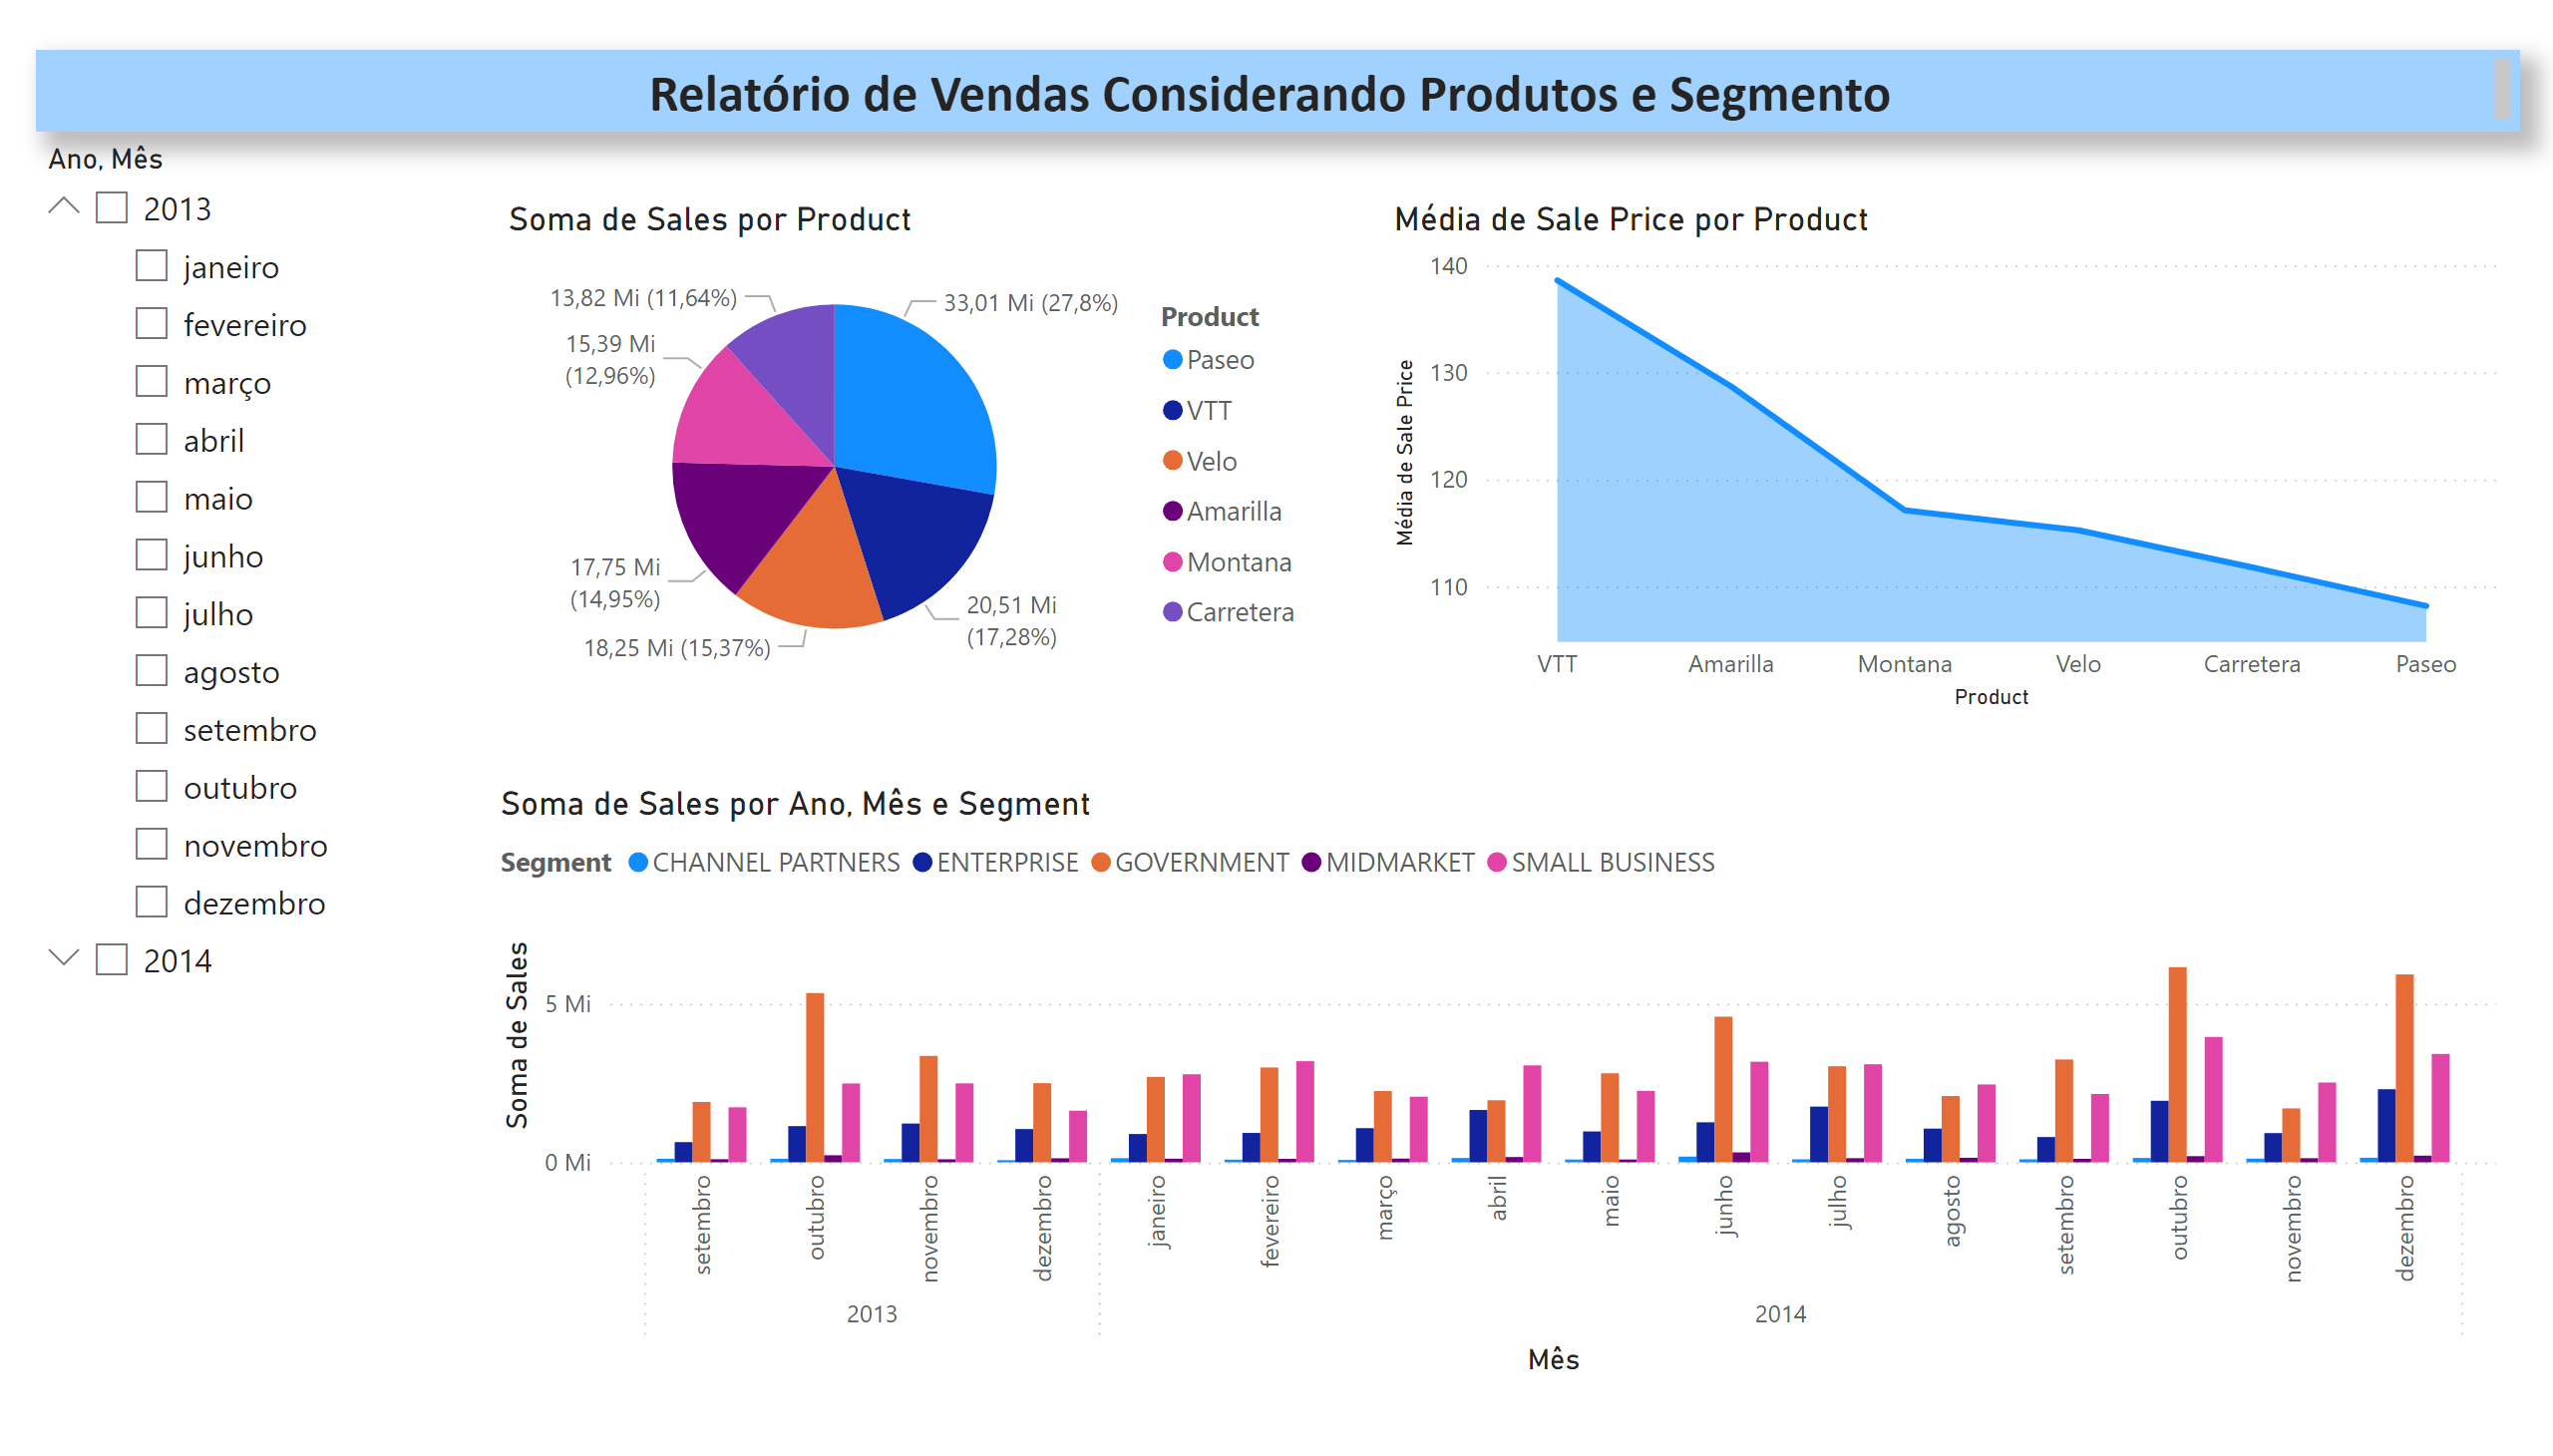 Relatório de Vendas Considerando Produtos e Segmento
Ano, Mês
2013
janeiro
fevereiro
março
abril
maio
junho
julho
agosto
setembro
outubro
novembro
dezembro
2014
Soma de Sales por Product
13,82 Mi (11,64%)
33,01 Mi (27,8%)
15,39 Mi
(12,96%)
17,75 Mi
(14,95%)
20,51 Mi
(17,28%)
18,25 Mi (15,37%)
Product
Paseo
VTT
Velo
Amarilla
Montana
Carretera
Média de Sale Price por Product
Média de Sale Price
140
130
120
110
VTT Amarilla Montana Velo Carretera Paseo
Product
Soma de Sales por Ano, Mês e Segment
Segment CHANNEL PARTNERS ENTERPRISE GOVERNMENT MIDMARKET SMALL BUSINESS
Soma de Sales
5 Mi
0 Mi
setembro outubro novembro dezembro janeiro fevereiro março abril maio junho julho agosto setembro outubro novembro dezembro
2013 2014
Mês